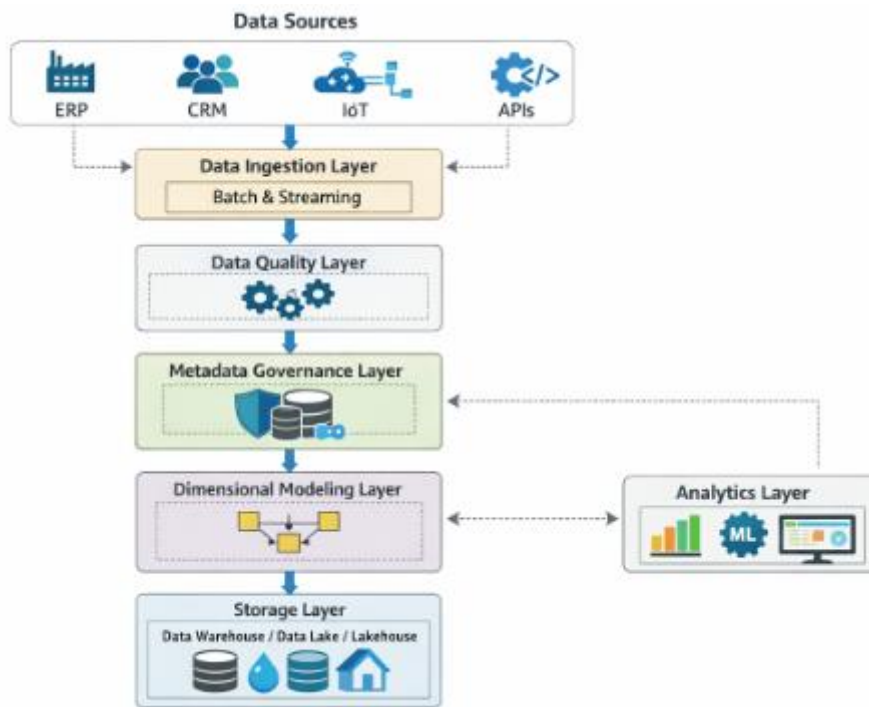 Data Sources
ERP
CRM
IoT
</>
APIs
Data Ingestion Layer
Batch & Streaming
Data Quality Layer
Metadata Governance Layer
Dimensional Modeling Layer
Analytics Layer
ML
Storage Layer
Data Warehouse / Data Lake / Lakehouse